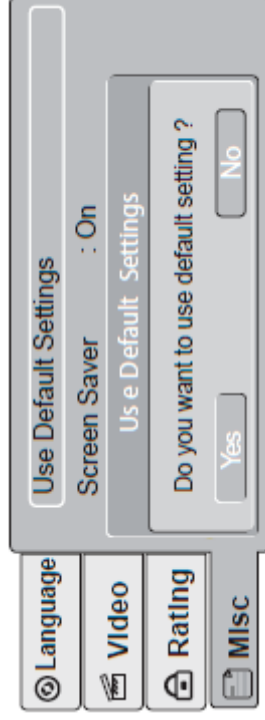 Language
Video
Rating
Misc
Use Default Settings
Screen Saver : On
Use Default Settings
Do you want to use default setting ?
Yes No